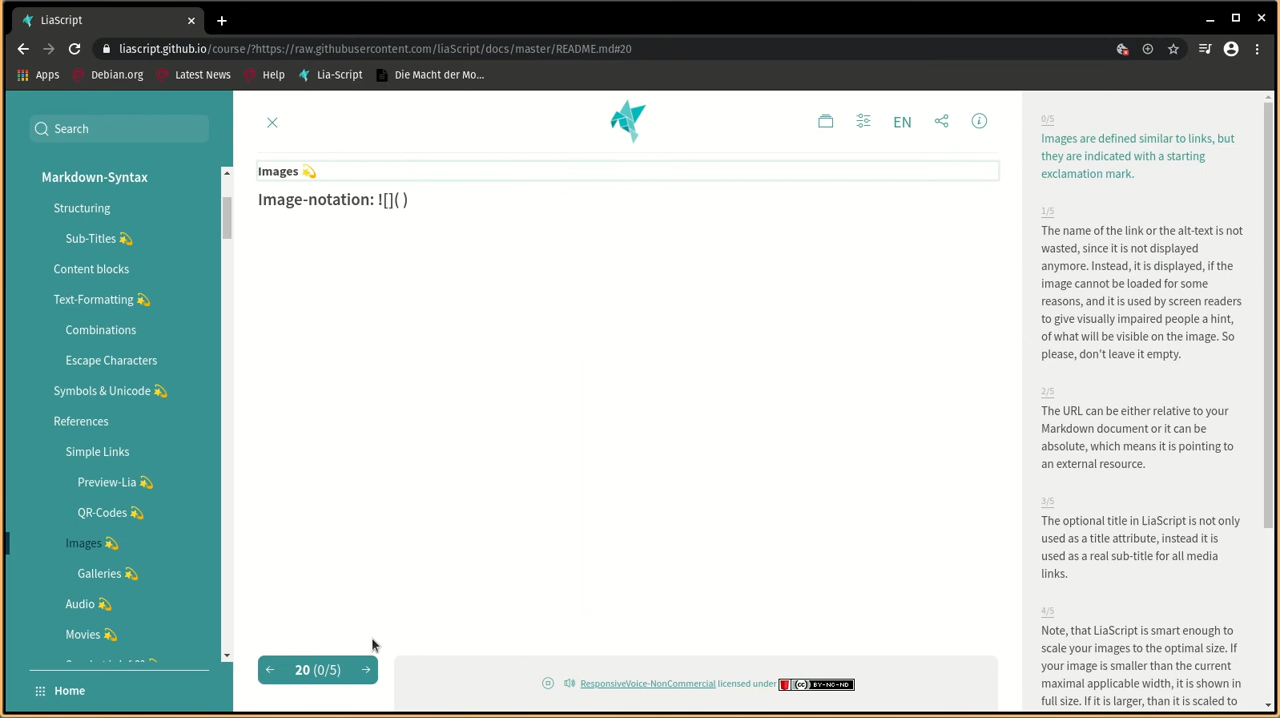 LiaScript
liascript.github.io/course/?https://raw.githubusercontent.com/liaScript/docs/master/README.md#20
Apps
Debian.org
Latest News
Help
Lia-Script
Die Macht der Mo...
Search
Markdown-Syntax
Structuring
Sub-Titles 💫
Content blocks
Text-Formatting 💫
Combinations
Escape Characters
Symbols & Unicode 💫
References
Simple Links
Preview-Lia 💫
QR-Codes 💫
Images 💫
Galleries 💫
Audio 💫
Movies 💫
Home
EN
Images 💫
Image-notation: ![]( )
20 (0/5)
ResponsiveVoice-NonCommercial licensed under
BY-NC-ND
0/5
Images are defined similar to links, but
they are indicated with a starting
exclamation mark.
1/5
The name of the link or the alt-text is not
wasted, since it is not displayed
anymore. Instead, it is displayed, if the
image cannot be loaded for some
reasons, and it is used by screen readers
to give visually impaired people a hint,
of what will be visible on the image. So
please, don't leave it empty.
2/5
The URL can be either relative to your
Markdown document or it can be
absolute, which means it is pointing to
an external resource.
3/5
The optional title in LiaScript is not only
used as a title attribute, instead it is
used as a real sub-title for all media
links.
4/5
Note, that LiaScript is smart enough to
scale your images to the optimal size. If
your image is smaller than the current
maximal applicable width, it is shown in
full size. If it is larger, than it is scaled to